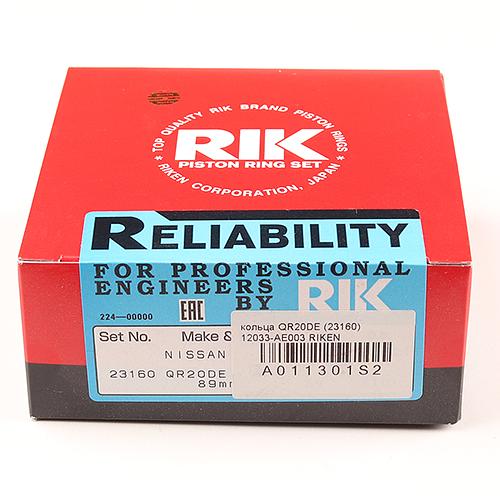 * TOP QUALITY RIK BRAND PISTON RINGS *
RIK
PISTON RING SET
RIKEN CORPORATION, JAPAN
RELIABILITY
FOR PROFESSIONAL
ENGINEERS
BY RIK
224—00000
EAC
Set No. Make &
NISSAN
23160 QR20DE
89mm
кольца QR20DE (23160)
12033-AE003 RIKEN
A011301S2